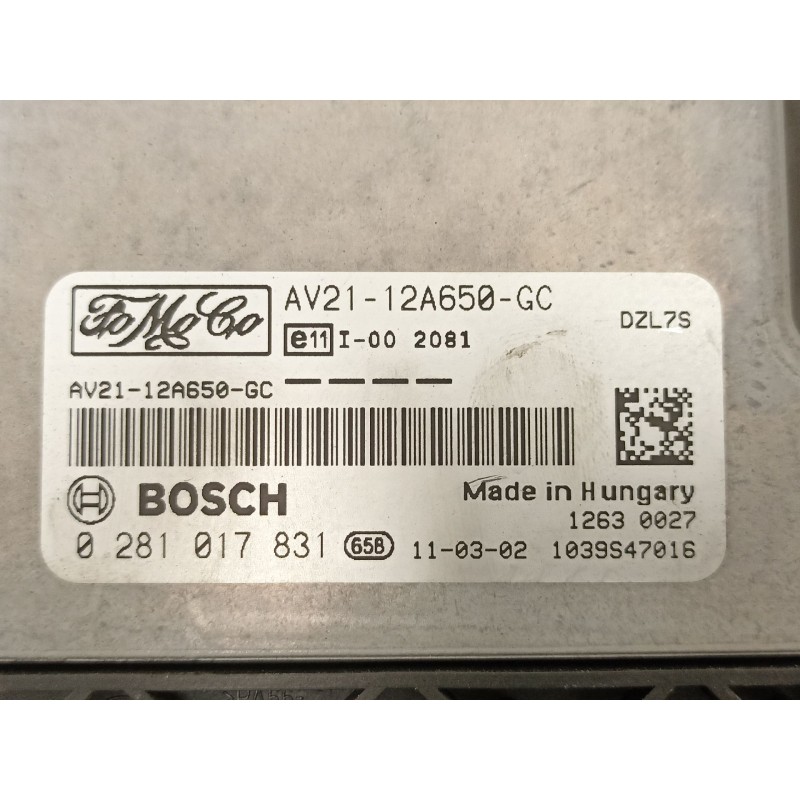 FoMoCo
AV21-12A650-GC
DZL7S
e11 I-00 2081
AV21-12A650-GC
BOSCH
Made in Hungary
1263 0027
0 281 017 831 65B 11-03-02 1039S47016